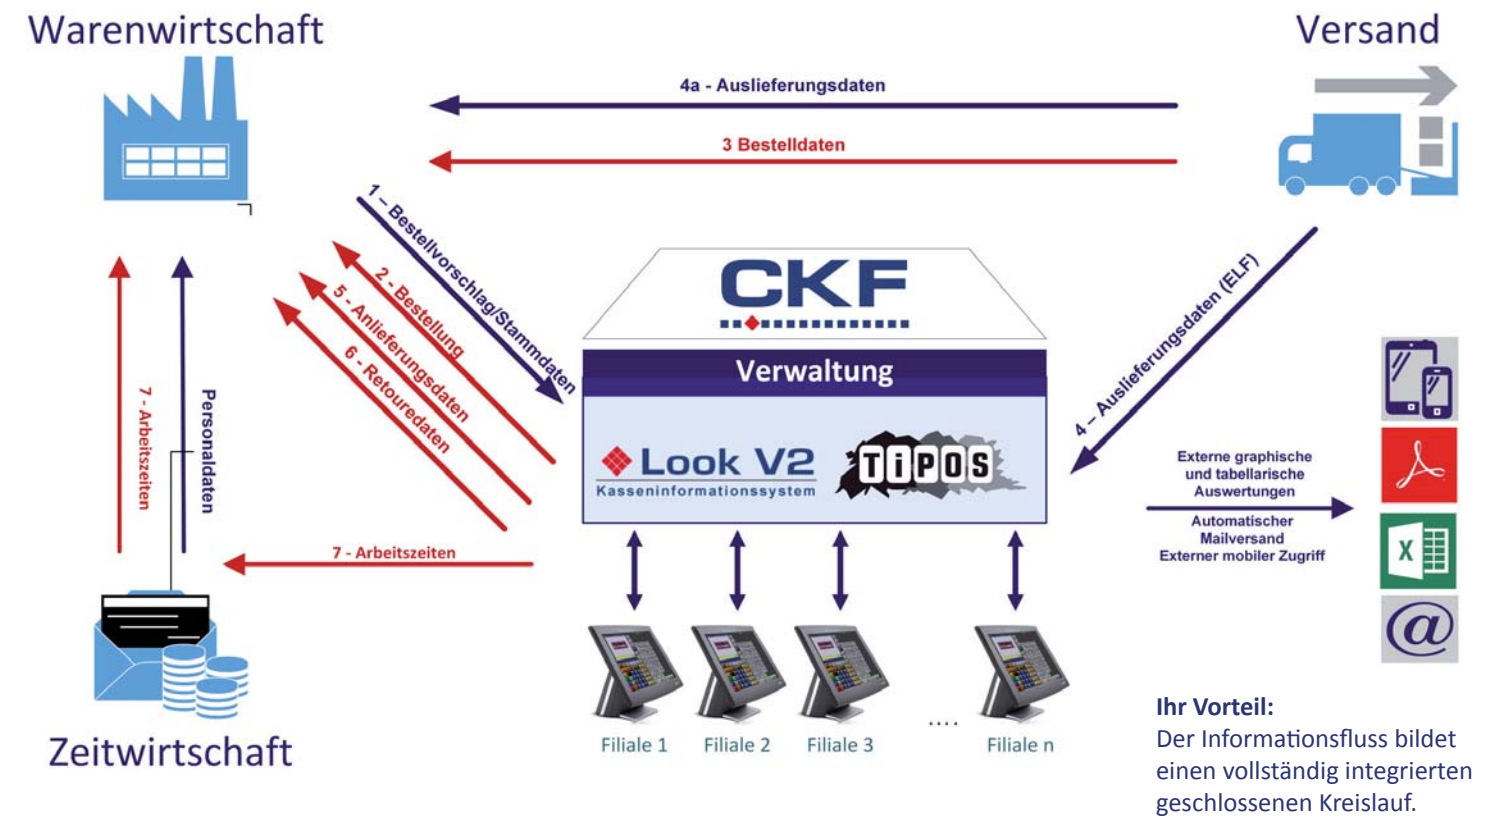 Warenwirtschaft
Versand
4a - Auslieferungsdaten
3 Bestelldaten
1 – Bestellvorschlag/Stammdaten
2 - Bestellung
5 - Anlieferungsdaten
6 - Retouredaten
CKF
Verwaltung
Look V2
Kasseninformationssystem
TiPOS
4 – Auslieferungsdaten (ELF)
Externe graphische
und tabellarische
Auswertungen
Automatischer
Mailversand
Externer mobiler Zugriff
X
@
7 - Arbeitszeiten
Personaldaten
7 - Arbeitszeiten
Zeitwirtschaft
Filiale 1
Filiale 2
Filiale 3
....
Filiale n
Ihr Vorteil:
Der Informationsfluss bildet
einen vollständig integrierten
geschlossenen Kreislauf.